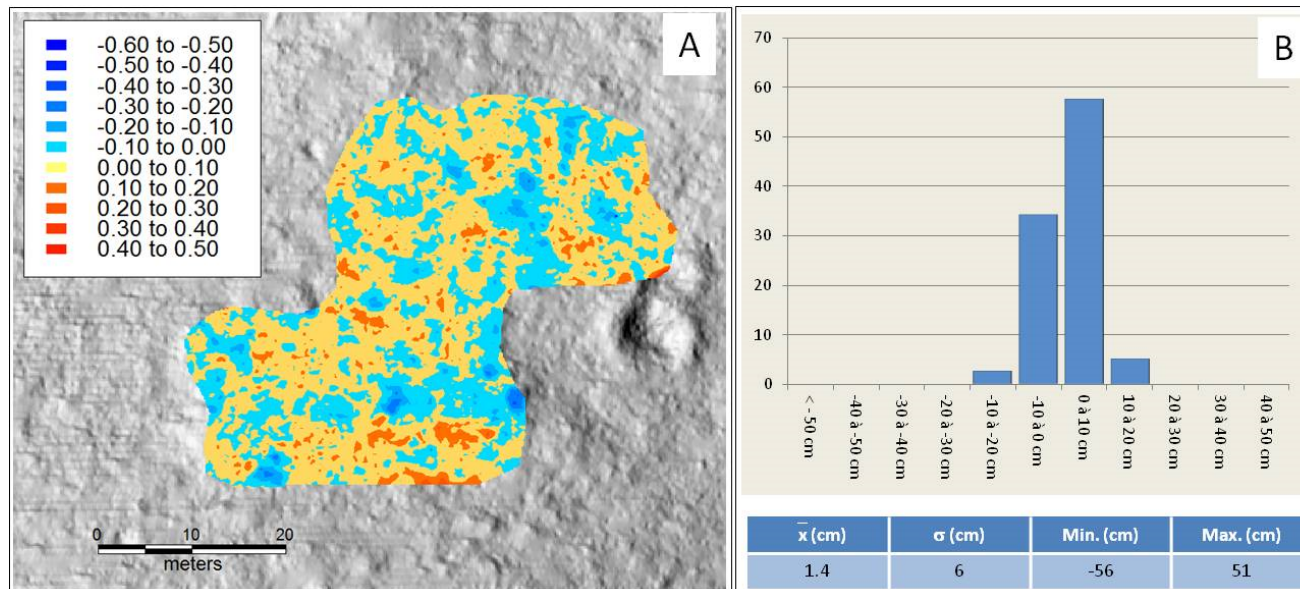 A
-0.60 to -0.50
-0.50 to -0.40
-0.40 to -0.30
-0.30 to -0.20
-0.20 to -0.10
-0.10 to 0.00
0.00 to 0.10
0.10 to 0.20
0.20 to 0.30
0.30 to 0.40
0.40 to 0.50
0 10 20
meters
B
70
60
50
40
30
20
10
0
< - 50 cm
-40 à -50 cm
-30 à -40 cm
-20 à -30 cm
-10 à -20 cm
-10 à 0 cm
0 à 10 cm
10 à 20 cm
20 à 30 cm
30 à 40 cm
40 à 50 cm
x̄ (cm) σ (cm) Min. (cm) Max. (cm)
1.4 6 -56 51